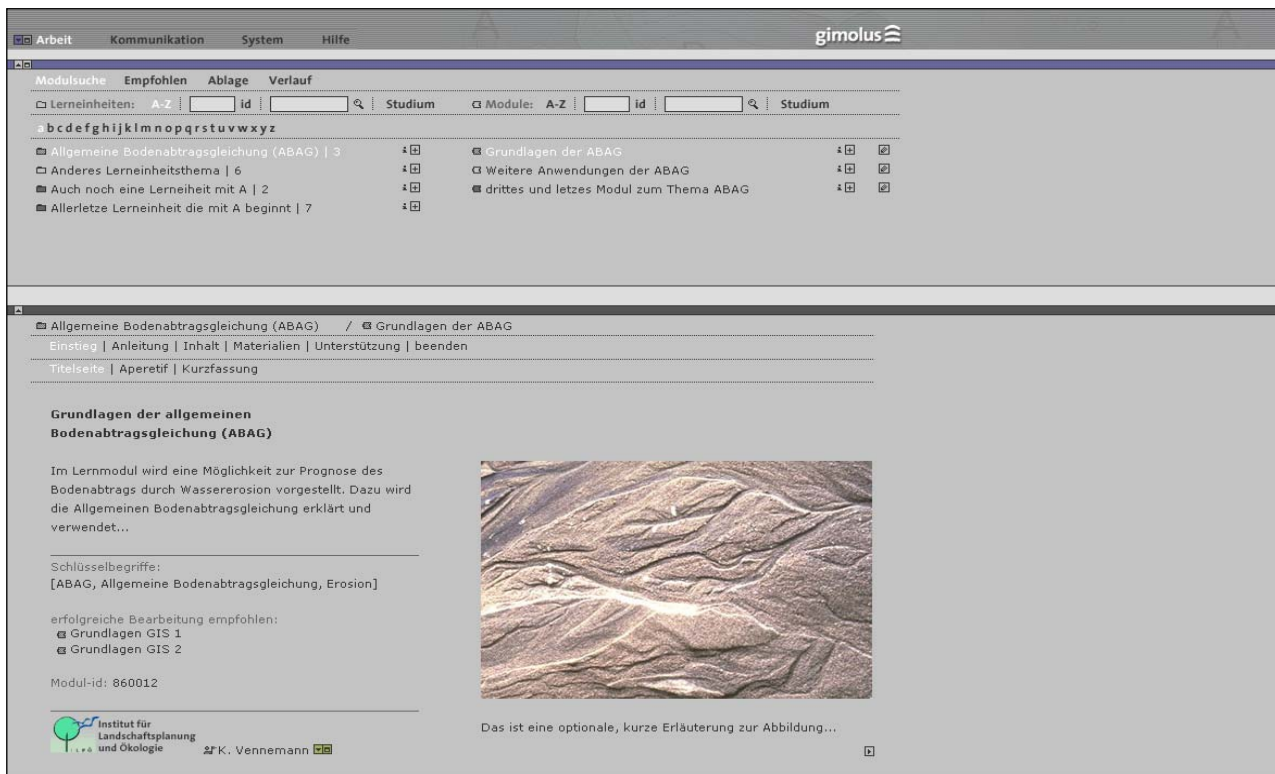 Arbeit Kommunikation System Hilfe gimolus
Modulsuche Empfohlen Ablage Verlauf
Lerneinheiten: A-Z id Studium Module: A-Z id Studium
a b c d e f g h i j k l m n o p q r s t u v w x y z
Allgemeine Bodenabtragsgleichung (ABAG) | 3 Grundlagen der ABAG
Anderes Lerneinheitsthema | 6 Weitere Anwendungen der ABAG
Auch noch eine Lerneiheit mit A | 2 drittes und letzes Modul zum Thema ABAG
Allerletze Lerneinheit die mit A beginnt | 7
Allgemeine Bodenabtragsgleichung (ABAG) / Grundlagen der ABAG
Einstieg | Anleitung | Inhalt | Materialien | Unterstützung | beenden
Titelseite | Aperetif | Kurzfassung
Grundlagen der allgemeinen
Bodenabtragsgleichung (ABAG)
Im Lernmodul wird eine Möglichkeit zur Prognose des
Bodenabtrags durch Wassererosion vorgestellt. Dazu wird
die Allgemeinen Bodenabtragsgleichung erklärt und
verwendet...
Schlüsselbegriffe:
[ABAG, Allgemeine Bodenabtragsgleichung, Erosion]
erfolgreiche Bearbeitung empfohlen:
Grundlagen GIS 1
Grundlagen GIS 2
Modul-id: 860012
Das ist eine optionale, kurze Erläuterung zur Abbildung...
Institut für
Landschaftsplanung
und Ökologie
K. Vennemann